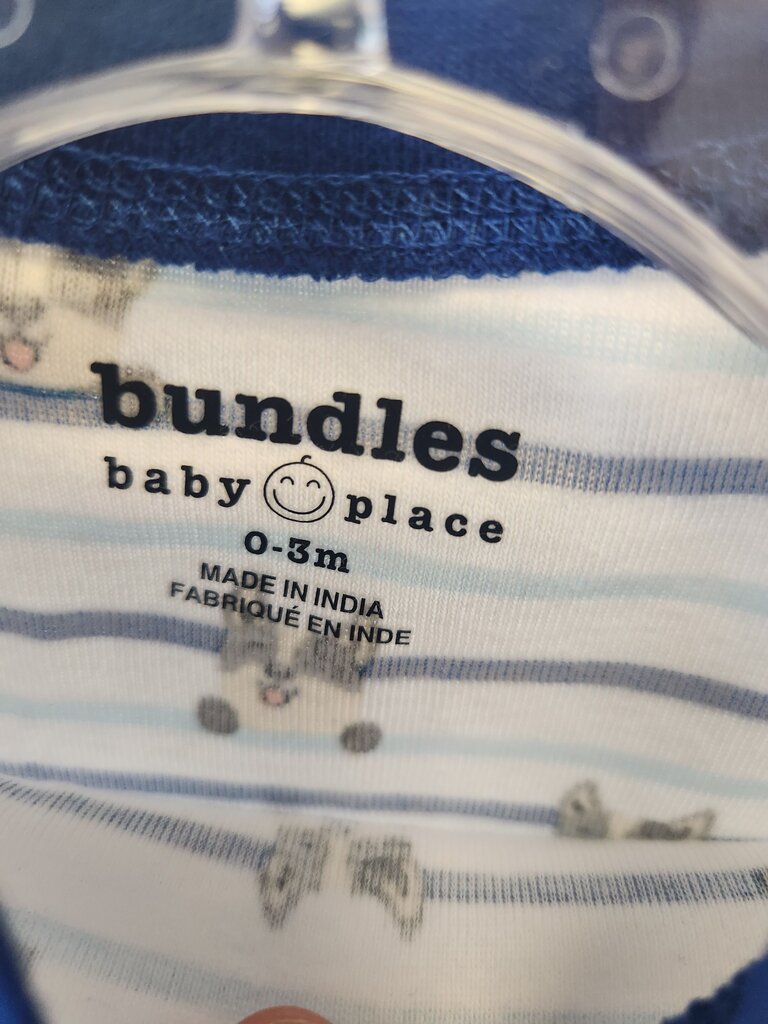 bundles
baby place
0-3m
MADE IN INDIA
FABRIQUÉ EN INDE